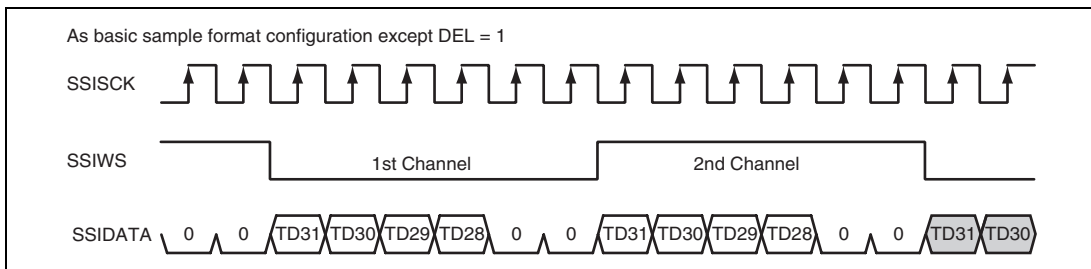 As basic sample format configuration except DEL = 1
SSISCK
SSIWS 1st Channel 2nd Channel
SSIDATA 0 0 TD31 TD30 TD29 TD28 0 0 TD31 TD30 TD29 TD28 0 0 TD31 TD30